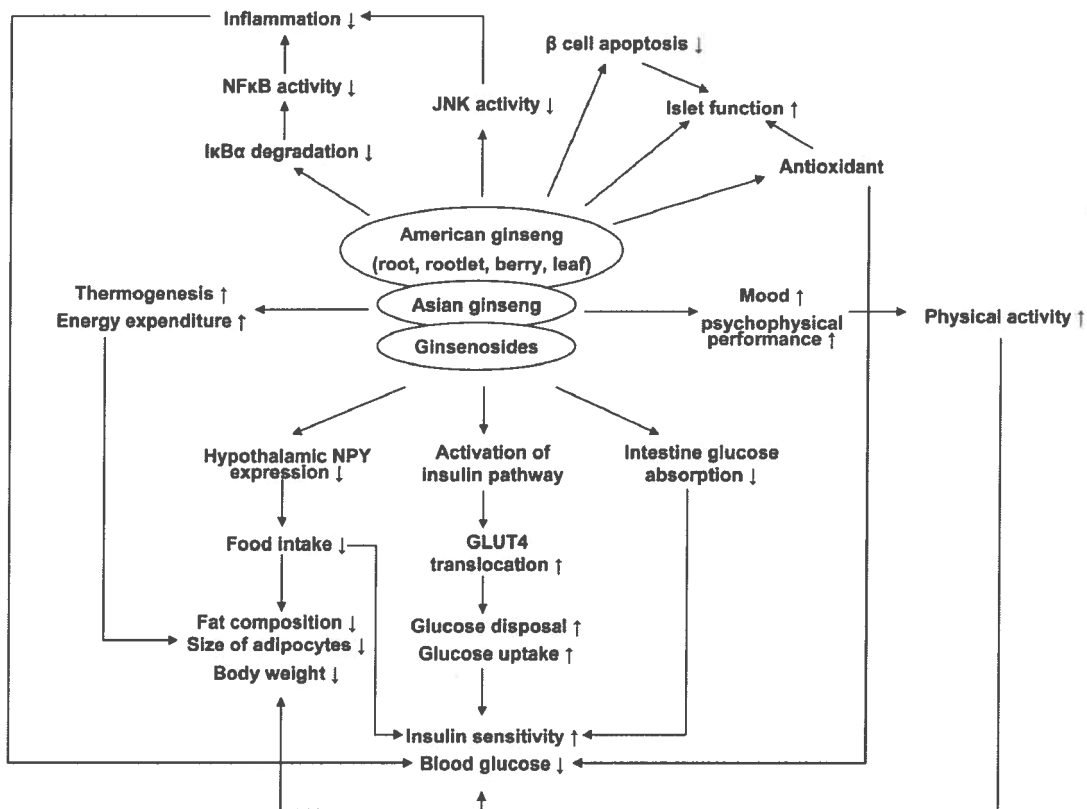 Inflammation ↓
β cell apoptosis ↓
NFκB activity ↓
JNK activity ↓
Islet function ↑
IκBα degradation ↓
Antioxidant
American ginseng
(root, rootlet, berry, leaf)
Asian ginseng
Ginsenosides
Thermogenesis ↑
Energy expenditure ↑
Mood ↑
psychophysical
performance ↑
Physical activity ↑
Hypothalamic NPY
expression ↓
Activation of
insulin pathway
Intestine glucose
absorption ↓
Food intake ↓
GLUT4
translocation ↑
Fat composition ↓
Size of adipocytes ↓
Body weight ↓
Glucose disposal ↑
Glucose uptake ↑
Insulin sensitivity ↑
Blood glucose ↓